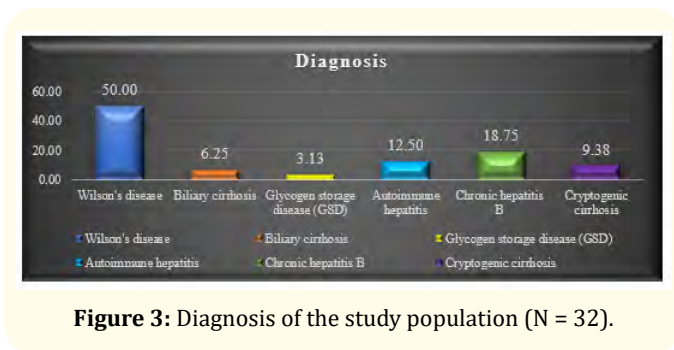 Diagnosis
60.00
40.00
20.00
0.00
50.00
6.25
3.13
12.50
18.75
9.38
Wilson's disease Biliary cirrhosis Glycogen storage Autoimmune Chronic hepatitis Cryptogenic
disease (GSD) hepatitis B cirrhosis
Wilson's disease Biliary cirrhosis Glycogen storage disease (GSD)
Autoimmune hepatitis Chronic hepatitis B Cryptogenic cirrhosis
Figure 3: Diagnosis of the study population (N = 32).